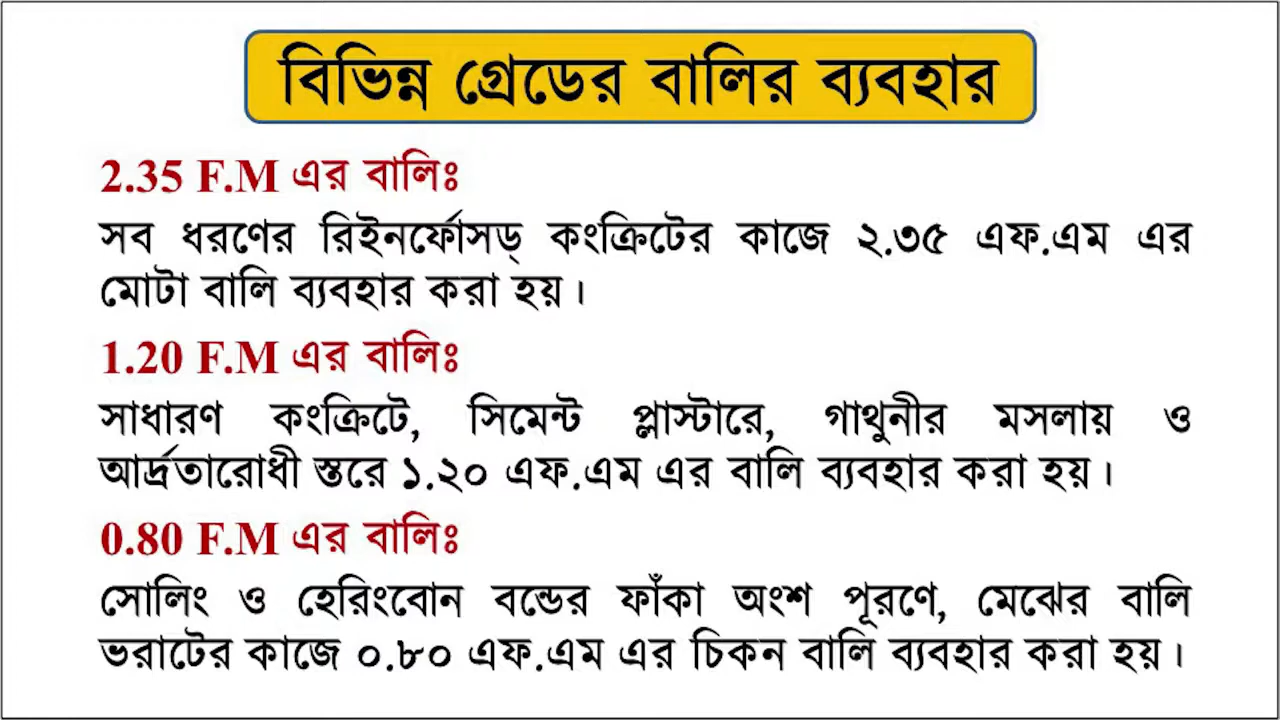 বিভিন্ন গ্রেডের বালির ব্যবহার
2.35 F.M এর বালিঃ
সব ধরণের রিইনর্ফোসড্ কংক্রিটের কাজে ২.৩৫ এফ.এম এর
মোটা বালি ব্যবহার করা হয়।
1.20 F.M এর বালিঃ
সাধারণ কংক্রিটে, সিমেন্ট প্লাস্টারে, গাথুনীর মসলায় ও
আর্দ্রতারোধী স্তরে ১.২০ এফ.এম এর বালি ব্যবহার করা হয়।
0.80 F.M এর বালিঃ
সোলিং ও হেরিংবোন বন্ডের ফাঁকা অংশ পূরণে, মেঝের বালি
ভরাটের কাজে ০.৮০ এফ.এম এর চিকন বালি ব্যবহার করা হয়।